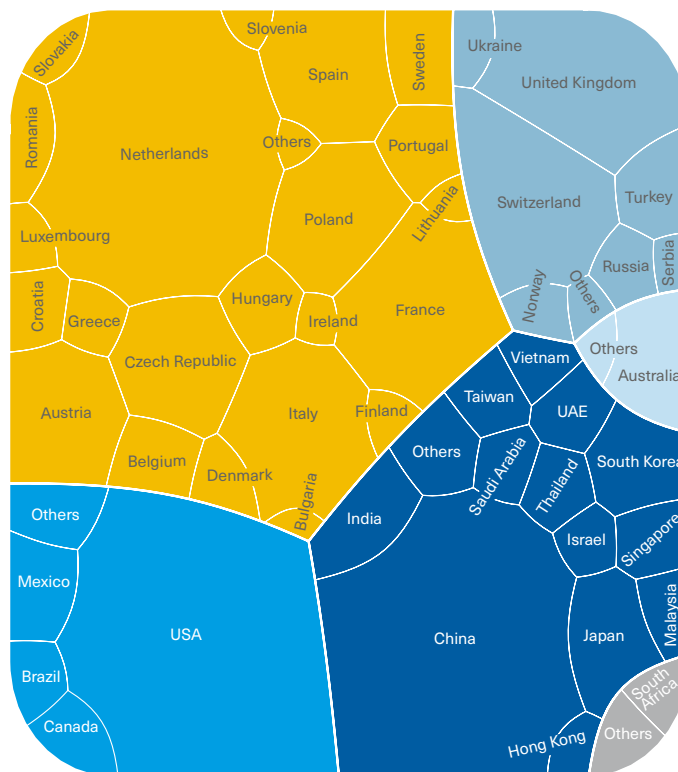 Slovakia
Slovenia
Spain
Sweden
Ukraine
United Kingdom
Romania
Netherlands
Others
Portugal
Lithuania
Switzerland
Turkey
Luxembourg
Poland
Croatia
Greece
Hungary
Ireland
France
Norway
Others
Russia
Serbia
Czech Republic
Others
Australia
Vietnam
Austria
Italy
Finland
Taiwan
UAE
Belgium
Denmark
Bulgaria
Others
Saudi Arabia
Thailand
South Korea
Others
India
Israel
Singapore
Mexico
USA
China
Japan
Malaysia
Brazil
Canada
Hong Kong
South
Africa
Others